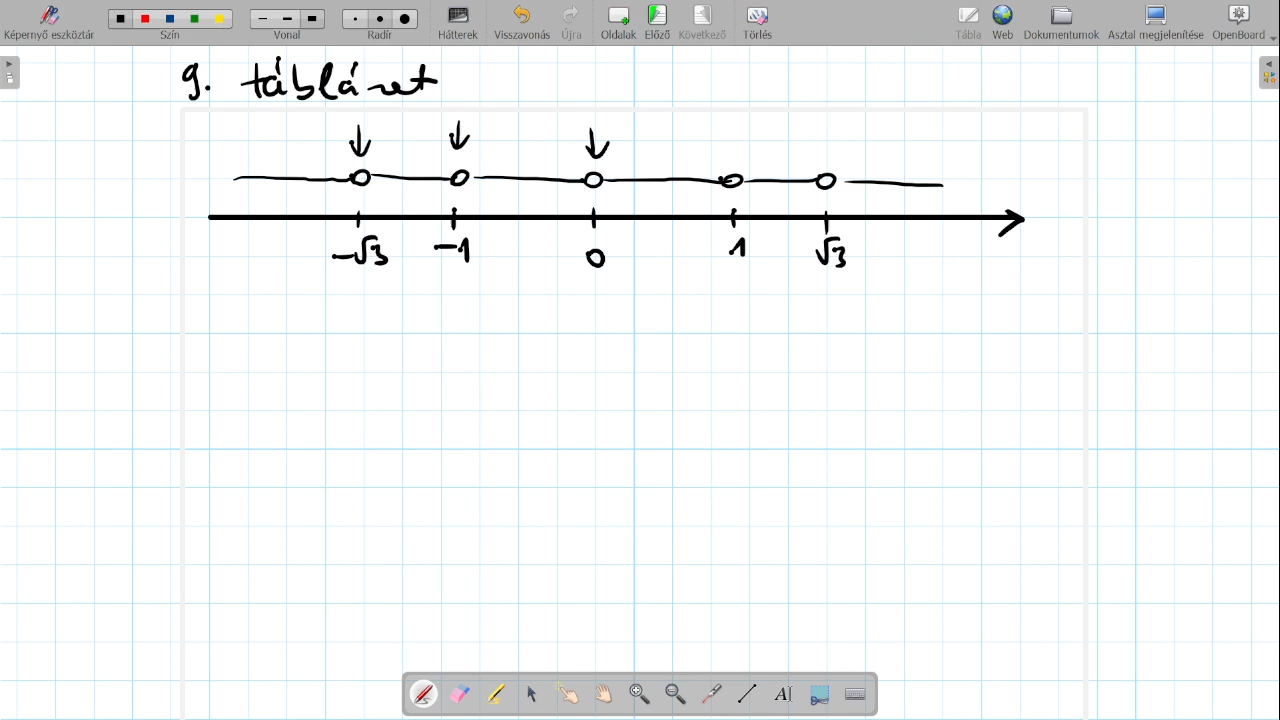 Képernyő eszköztár Szín Vonal Radír Hátterek Visszavonás Újra Oldalak Előző Következő Törlés Tábla Web Dokumentumok Asztal megjelenítése OpenBoard
9. táblázat
-√3 -1 0 1 √3